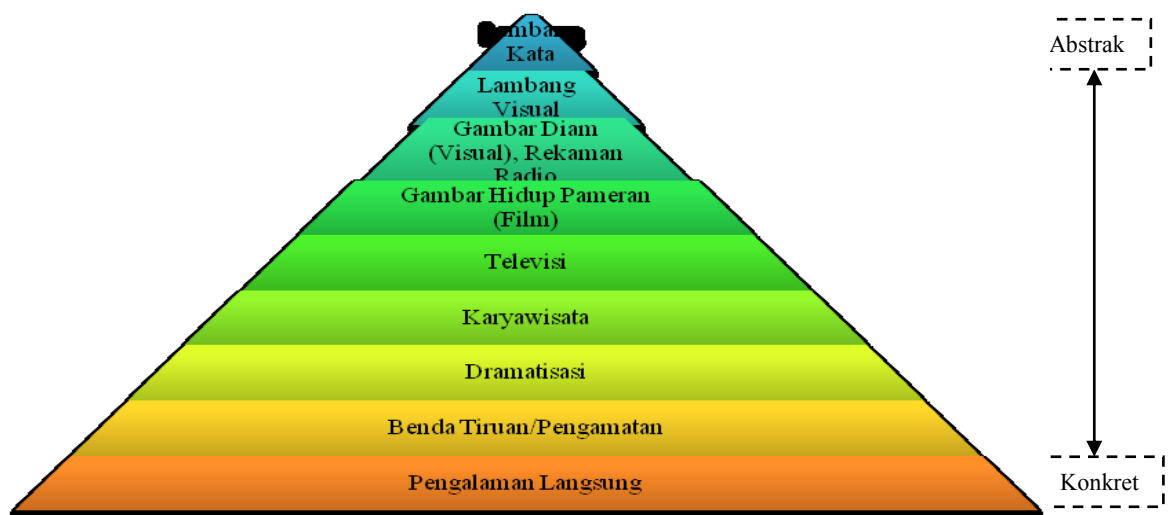 Kata
Lambang
Visual
Gambar Diam
(Visual), Rekaman
Radio
Gambar Hidup Pameran
(Film)
Televisi
Karyawisata
Dramatisasi
Benda Tiruan/Pengamatan
Pengalaman Langsung
Abstrak
Konkret